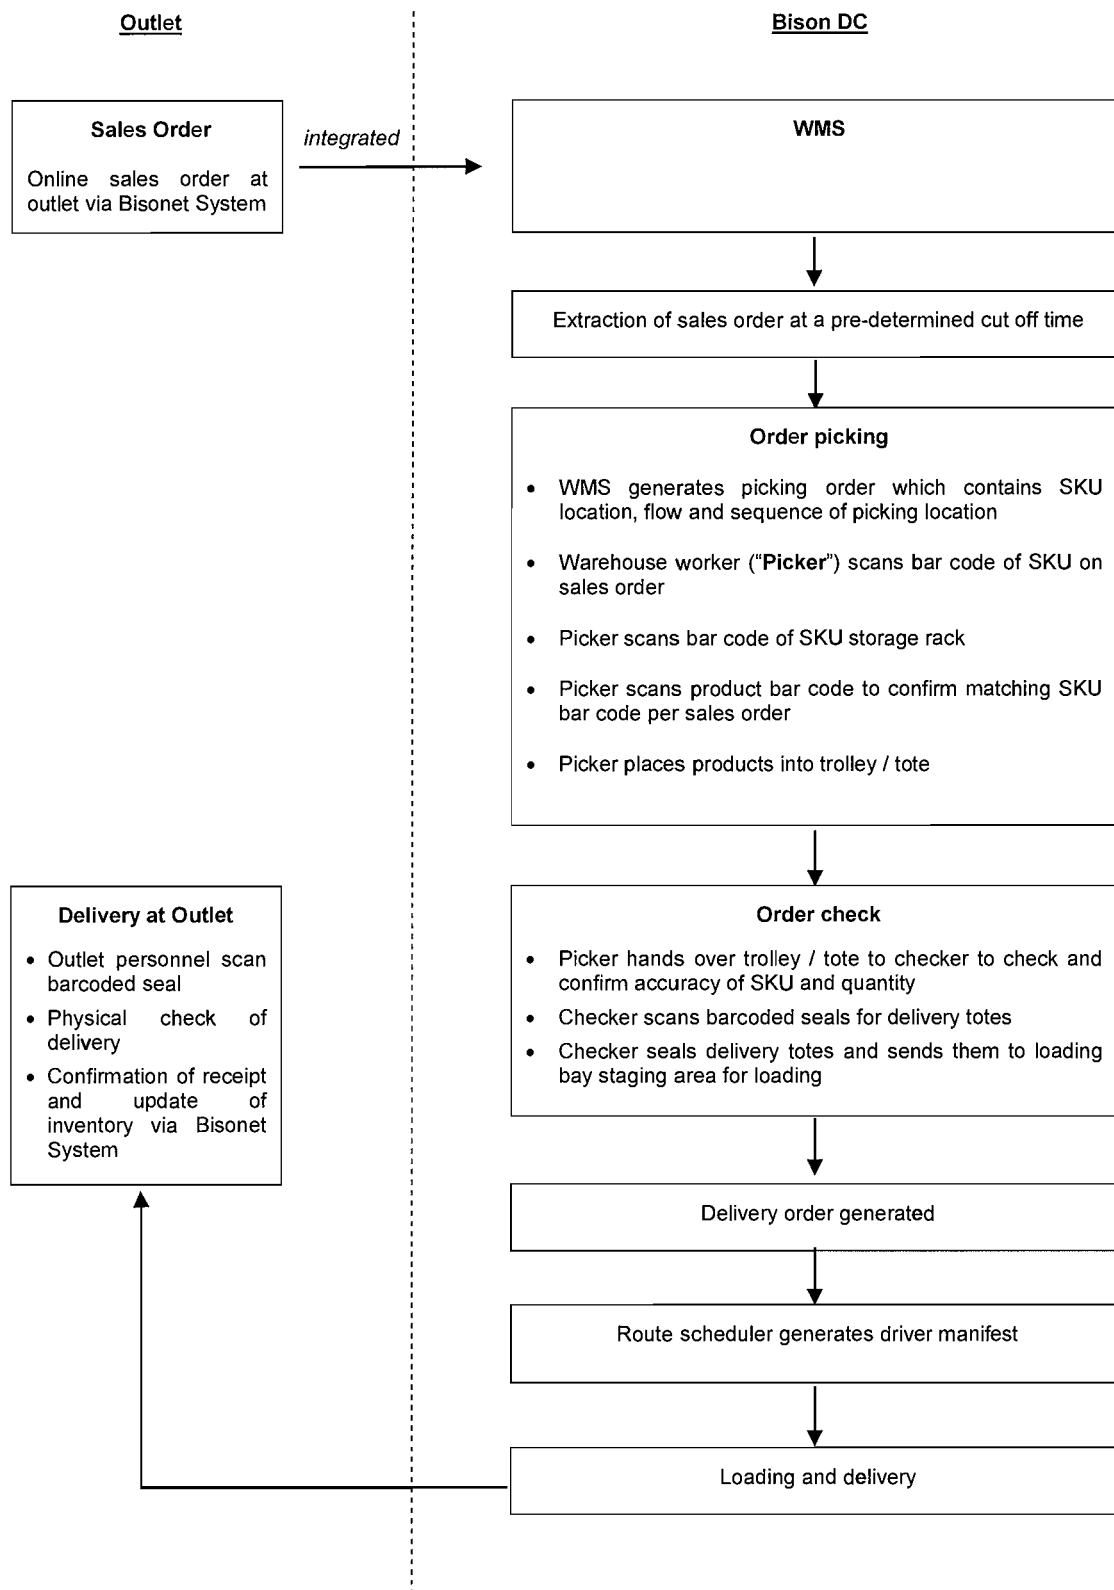 Outlet
Bison DC
Sales Order
Online sales order at
outlet via Bisonet System
integrated
WMS
Extraction of sales order at a pre-determined cut off time
Order picking
• WMS generates picking order which contains SKU
location, flow and sequence of picking location
• Warehouse worker (“Picker”) scans bar code of SKU on
sales order
• Picker scans bar code of SKU storage rack
• Picker scans product bar code to confirm matching SKU
bar code per sales order
• Picker places products into trolley / tote
Order check
• Picker hands over trolley / tote to checker to check and
confirm accuracy of SKU and quantity
• Checker scans barcoded seals for delivery totes
• Checker seals delivery totes and sends them to loading
bay staging area for loading
Delivery order generated
Route scheduler generates driver manifest
Loading and delivery
Delivery at Outlet
• Outlet personnel scan
barcoded seal
• Physical check of
delivery
• Confirmation of receipt
and update of
inventory via Bisonet
System